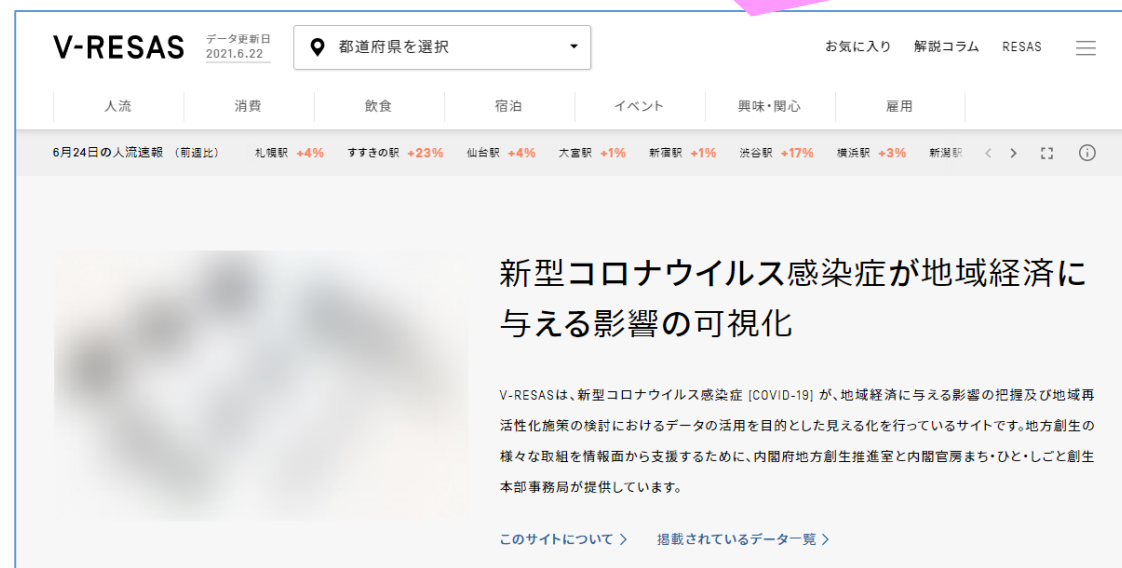 V-RESAS
データ更新日
2021.6.22
都道府県を選択
お気に入り 解説コラム RESAS
人流 消費 飲食 宿泊 イベント 興味・関心 雇用
6月24日の人流速報 (前週比) 札幌駅 +4% すすきの駅 +23% 仙台駅 +4% 大宮駅 +1% 新宿駅 +1% 渋谷駅 +17% 横浜駅 +3% 新潟駅
新型コロナウイルス感染症が地域経済に
与える影響の可視化
V-RESASは、新型コロナウイルス感染症 [COVID-19] が、地域経済に与える影響の把握及び地域再
活性化施策の検討におけるデータの活用を目的とした見える化を行っているサイトです。地方創生の
様々な取組を情報面から支援するために、内閣府地方創生推進室と内閣官房まち・ひと・しごと創生
本部事務局が提供しています。
このサイトについて > 掲載されているデータ一覧 >